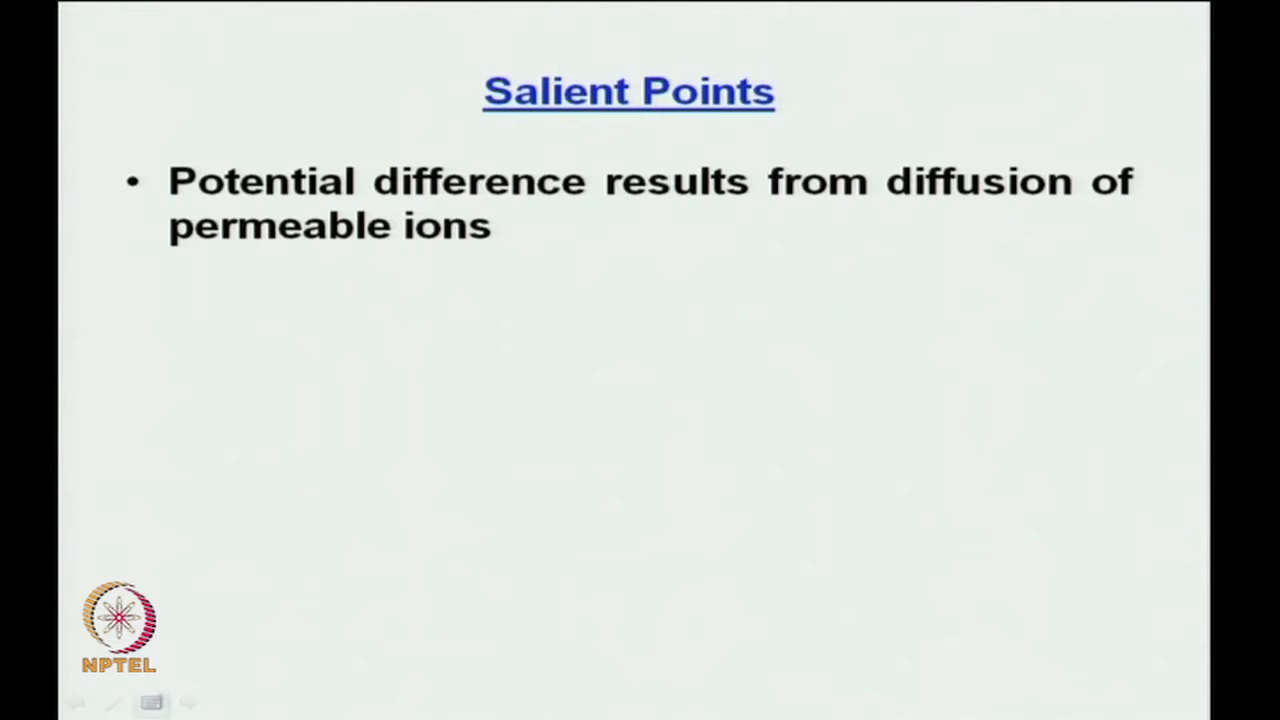 Salient Points
• Potential difference results from diffusion of
permeable ions
NPTEL